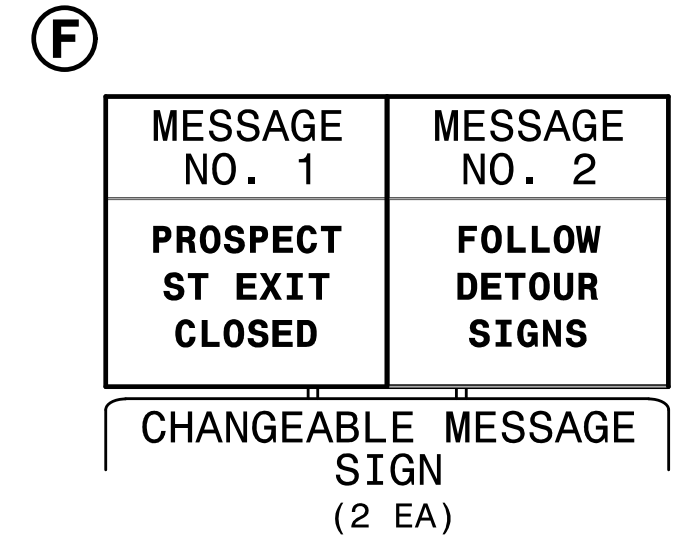 F
MESSAGE
NO. 1
MESSAGE
NO. 2
PROSPECT
ST EXIT
CLOSED
FOLLOW
DETOUR
SIGNS
CHANGEABLE MESSAGE
SIGN
(2 EA)